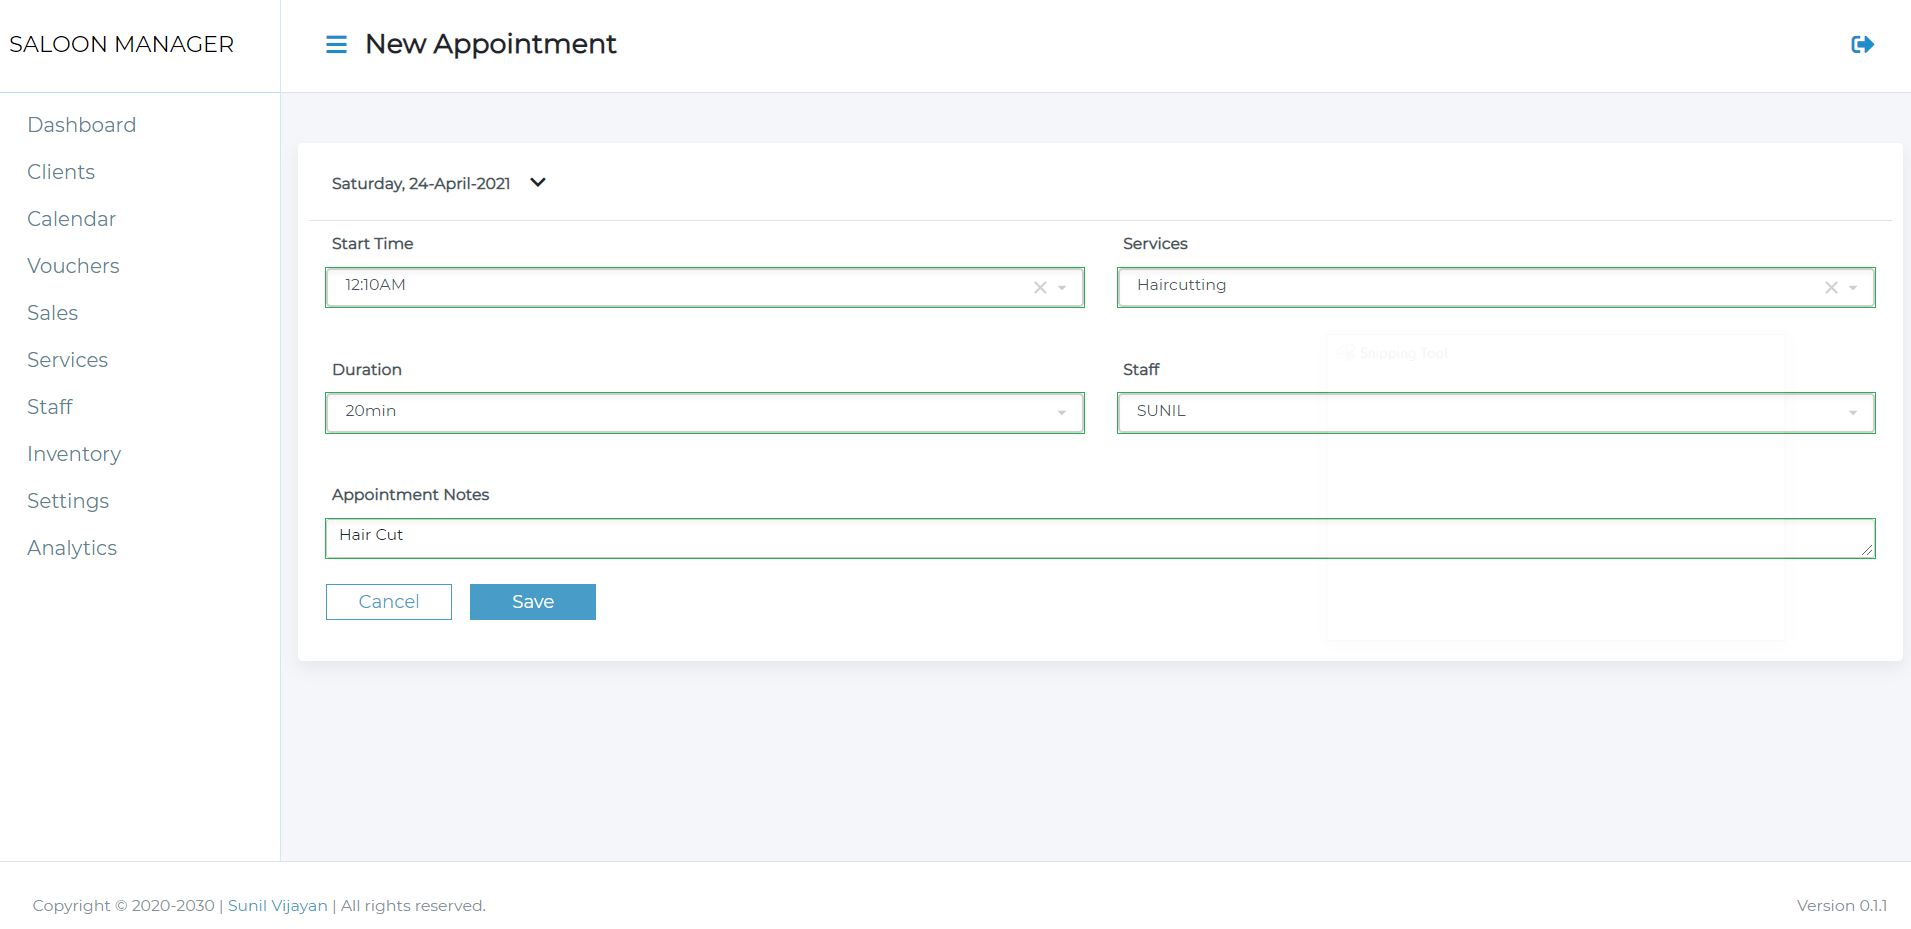 SALOON MANAGER
New Appointment
Dashboard
Clients
Calendar
Vouchers
Sales
Services
Staff
Inventory
Settings
Analytics
Saturday, 24-April-2021
Start Time
12:10AM
Services
Haircutting
Snipping Tool
Duration
20min
Staff
SUNIL
Appointment Notes
Hair Cut
Cancel
Save
Copyright © 2020-2030 | Sunil Vijayan | All rights reserved.
Version 0.1.1